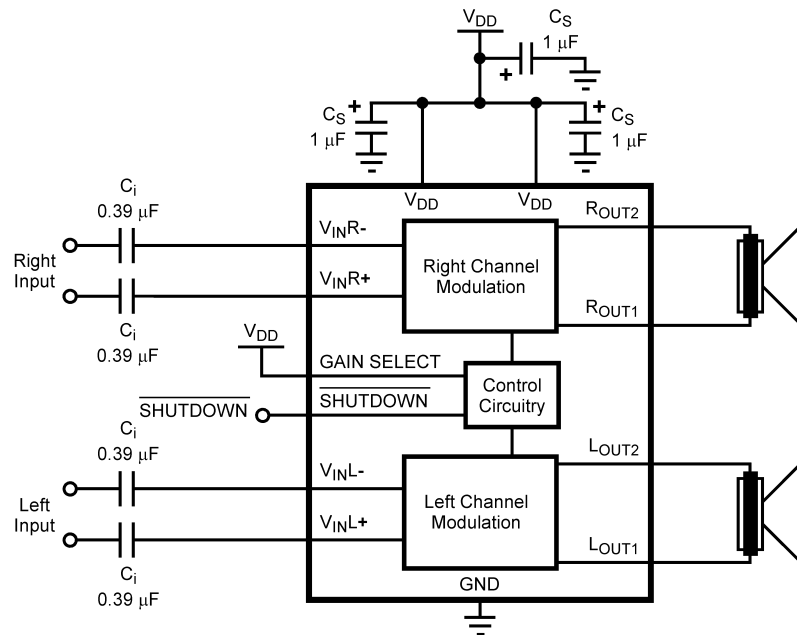 VDD
CS
1 µF
+
+
CS
1 µF
+
CS
1 µF
VDD
VDD
Ci
0.39 µF
Right
Input
Ci
0.39 µF
VINR-
VINR+
Right Channel
Modulation
ROUT2
ROUT1
VDD
GAIN SELECT
SHUTDOWN
SHUTDOWN
Control
Circuitry
Ci
0.39 µF
Left
Input
Ci
0.39 µF
VINL-
VINL+
Left Channel
Modulation
LOUT2
LOUT1
GND